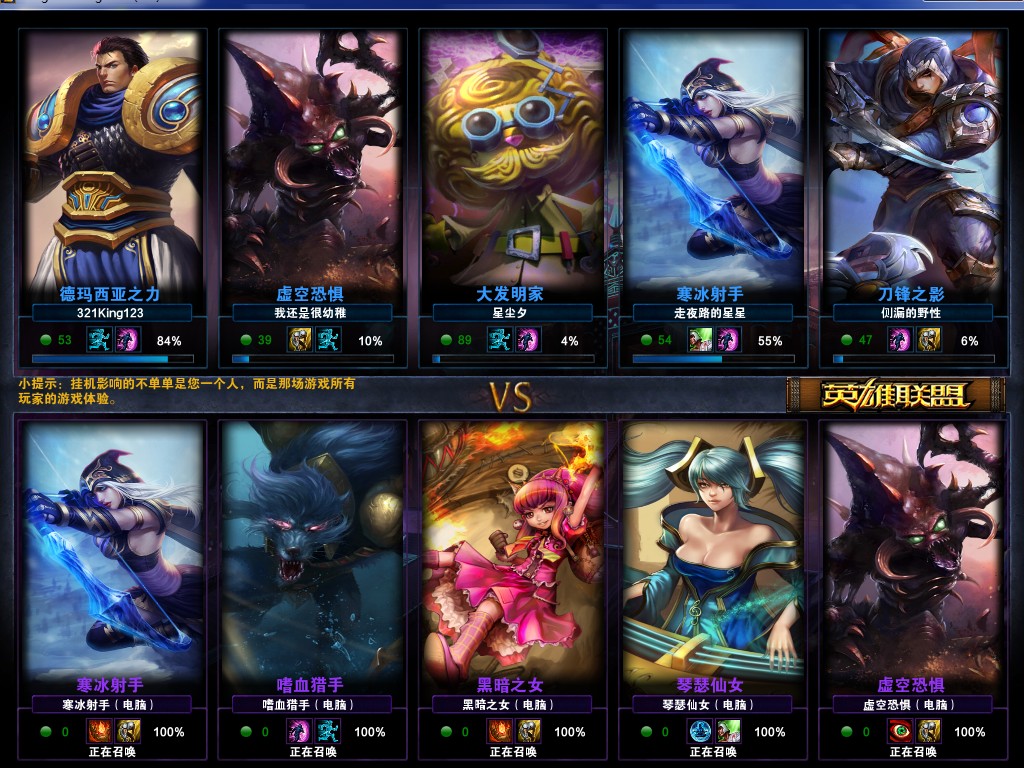 德玛西亚之力
虚空恐惧
大发明家
寒冰射手
刀锋之影
321King123
我还是很幼稚
星尘夕
走夜路的星星
侧漏の野性
53
84%
39
10%
89
4%
54
55%
47
6%
小提示：挂机影响的不单单是您一个人，而是那场游戏所有
玩家的游戏体验。
VS
英雄联盟
寒冰射手
嗜血猎手
黑暗之女
琴瑟仙女
虚空恐惧
寒冰射手（电脑）
嗜血猎手（电脑）
黑暗之女（电脑）
琴瑟仙女（电脑）
虚空恐惧（电脑）
0
100%
0
100%
0
100%
0
100%
0
100%
正在召唤
正在召唤
正在召唤
正在召唤
正在召唤